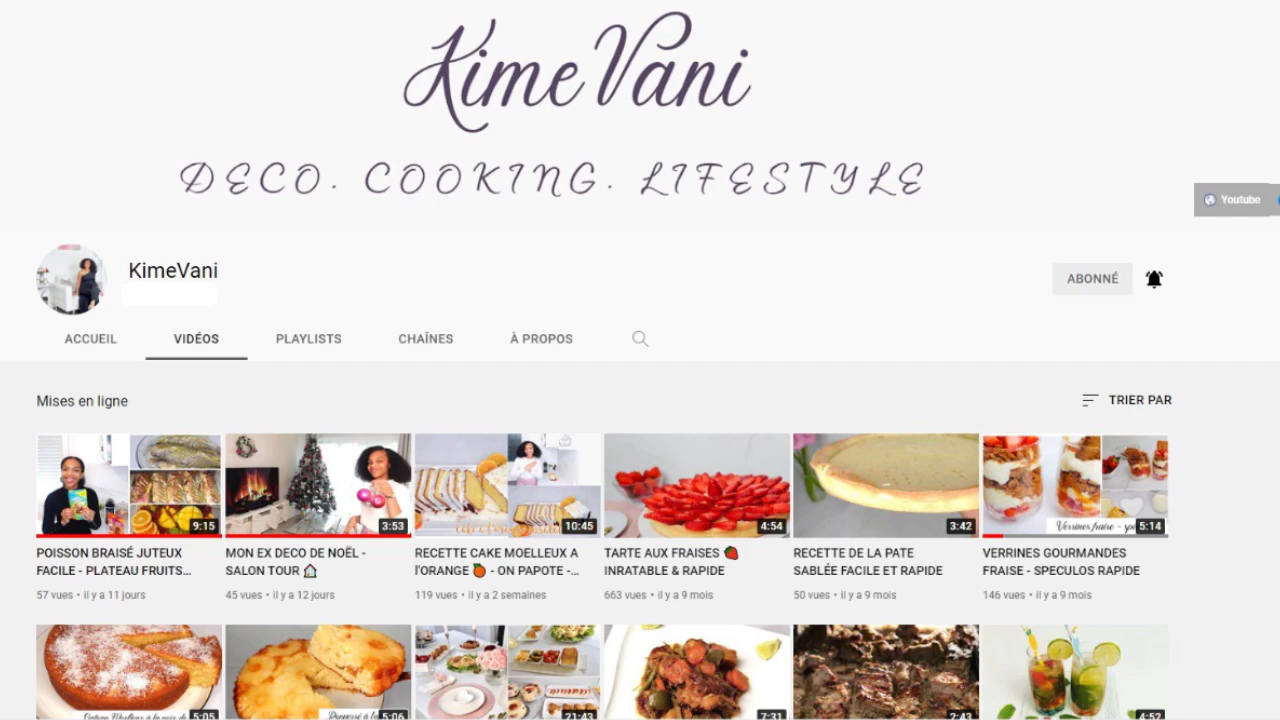 KimeVani
DECO. COOKING. LIFESTYLE
Youtube
KimeVani
ABONNÉ
ACCUEIL
VIDÉOS
PLAYLISTS
CHAÎNES
À PROPOS
Mises en ligne
TRIER PAR
9:15
3:53
10:45
4:54
3:42
Verrines fraise - spe
5:14
POISSON BRAISÉ JUTEUX
FACILE - PLATEAU FRUITS...
57 vues • il y a 11 jours
MON EX DECO DE NOËL -
SALON TOUR 🏠
45 vues • il y a 12 jours
RECETTE CAKE MOELLEUX A
l'ORANGE 🍊 - ON PAPOTE -...
119 vues • il y a 2 semaines
TARTE AUX FRAISES 🍓
INRATABLE & RAPIDE
663 vues • il y a 9 mois
RECETTE DE LA PATE
SABLÉE FACILE ET RAPIDE
50 vues • il y a 9 mois
VERRINES GOURMANDES
FRAISE - SPECULOS RAPIDE
146 vues • il y a 9 mois
5:05
5:06
21:43
7:31
2:43
4:52